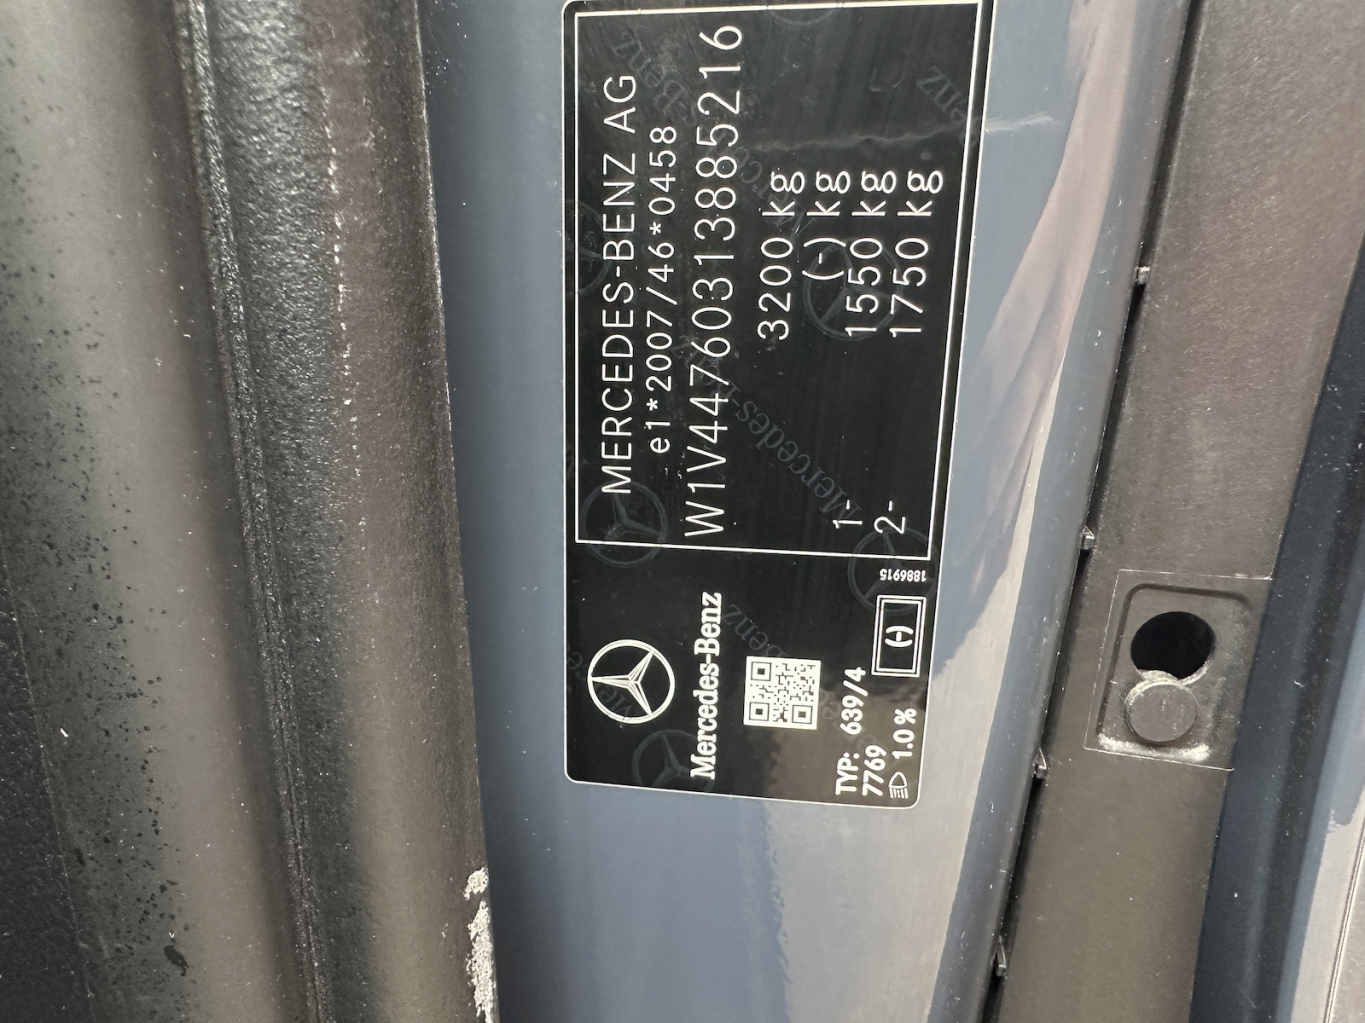 MERCEDES-BENZ AG
e1*2007/46*0458
W1V44760313885216
3200 kg
(-) kg
1- 1550 kg
2- 1750 kg
Mercedes-Benz
TYP: 639/4
7769
1.0%
(-)
1886915